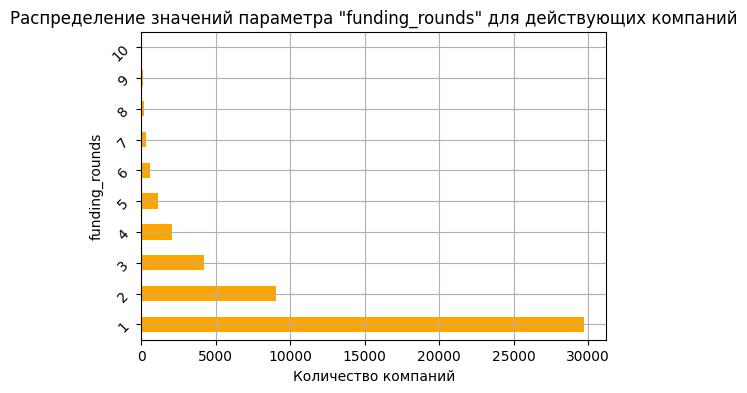 Распределение значений параметра "funding_rounds" для действующих компаний
10
9
8
7
6
5
4
3
2
1
funding_rounds
0 5000 10000 15000 20000 25000 30000
Количество компаний